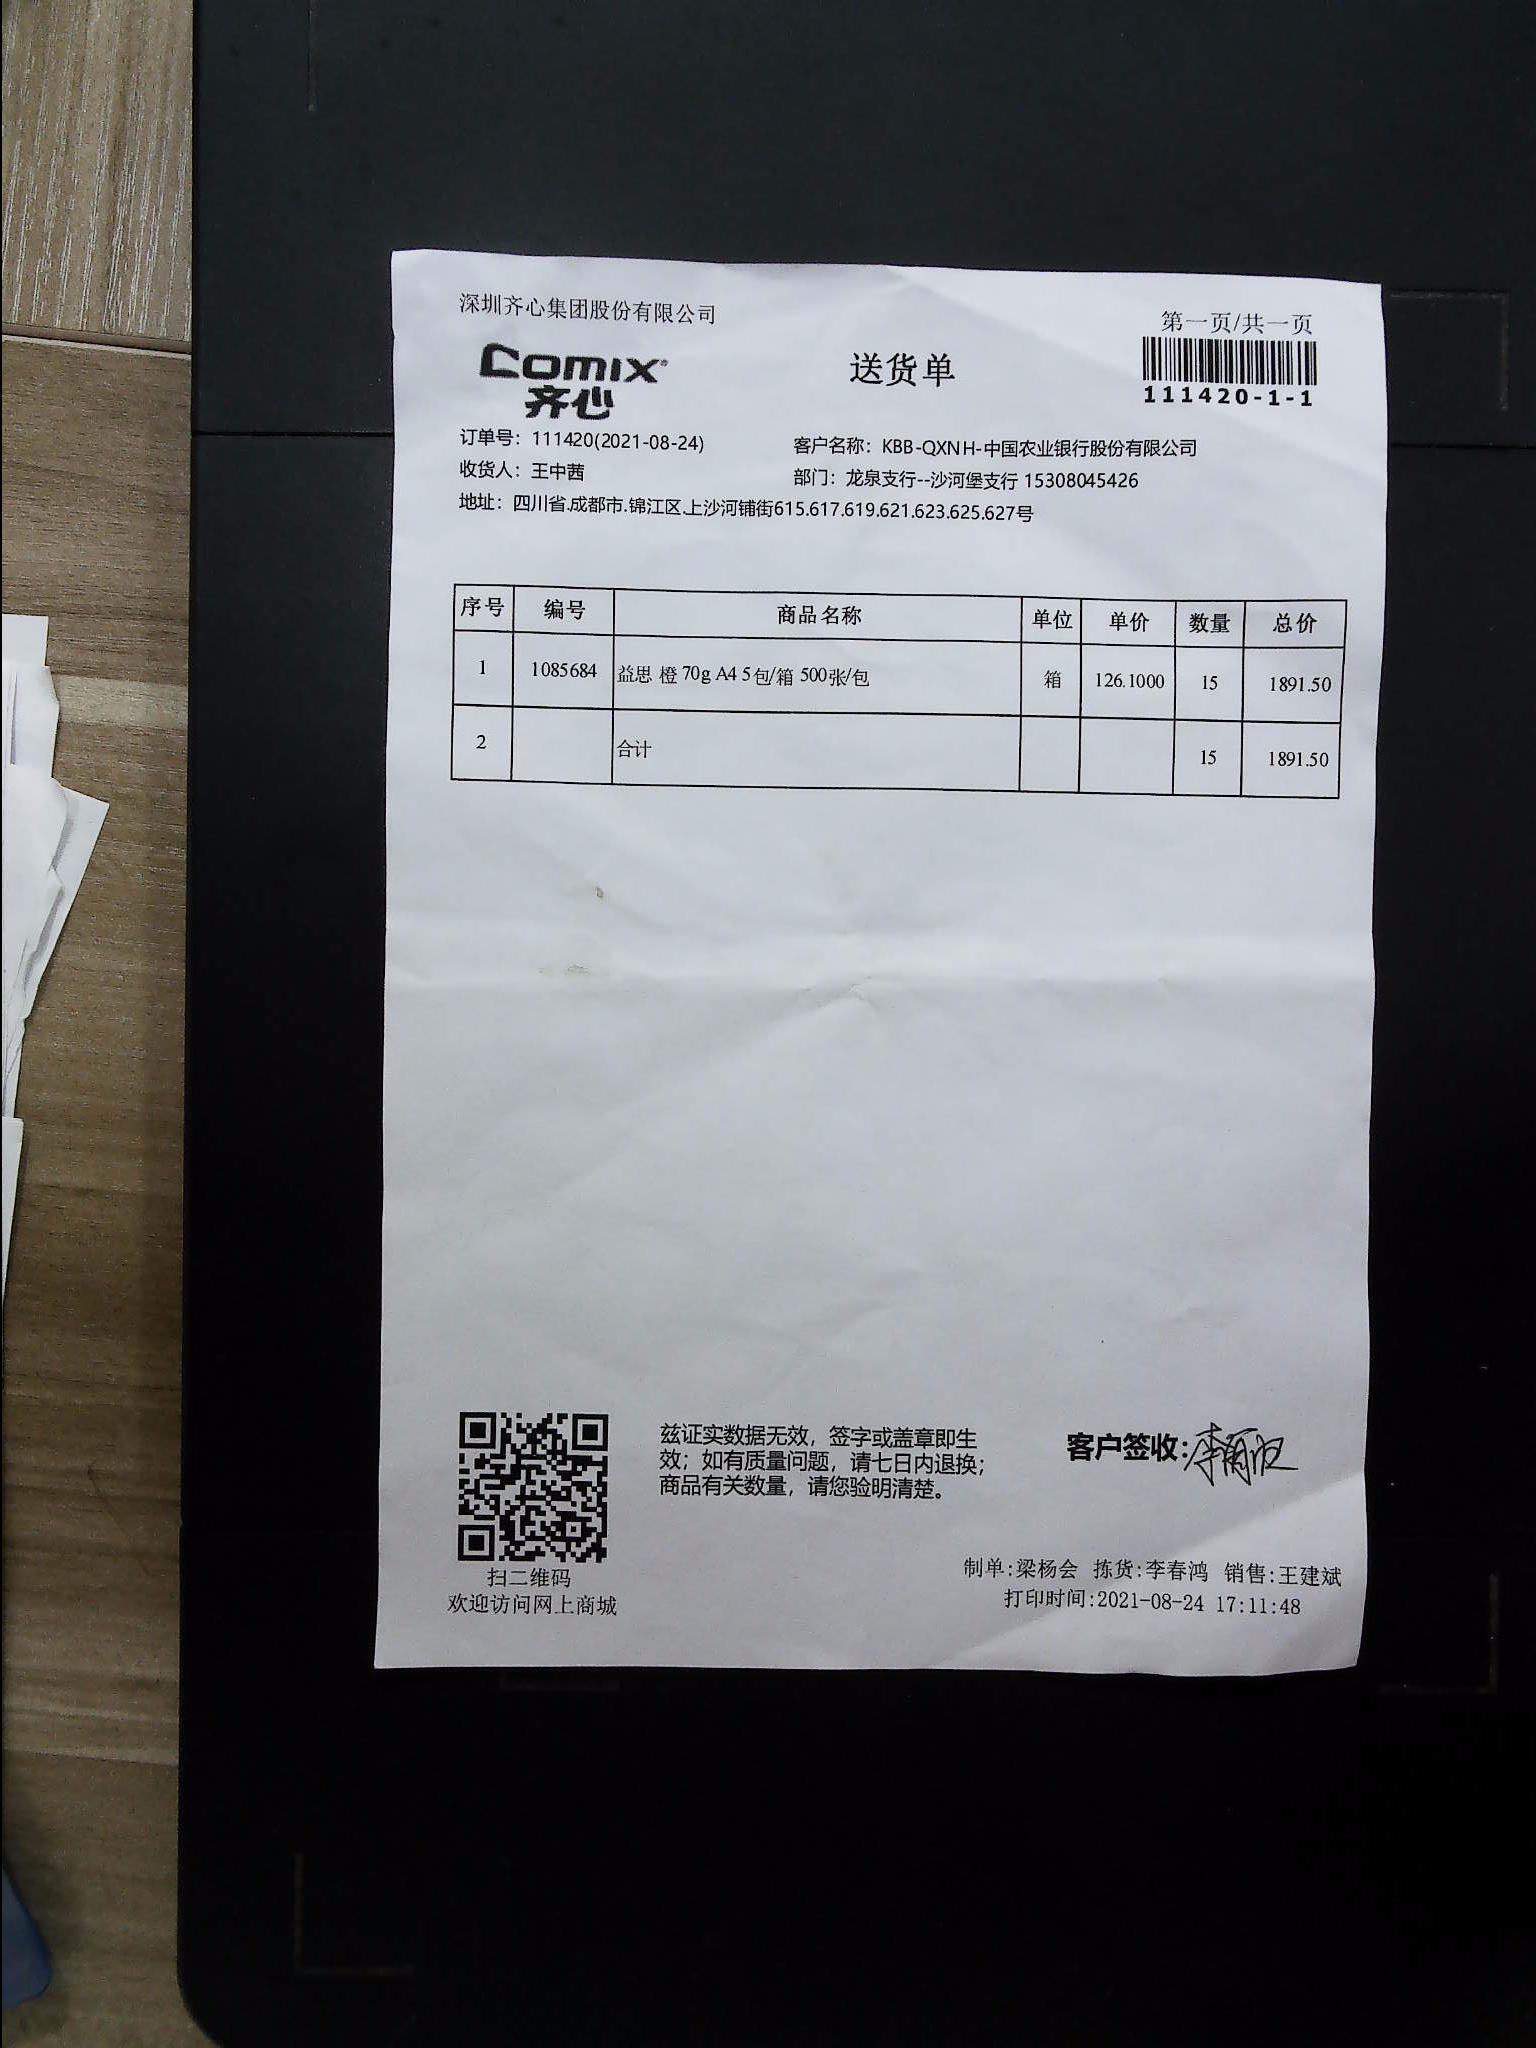 深圳齐心集团股份有限公司
第一页/共一页
COMIX®
齐心
送货单
111420-1-1
订单号：111420(2021-08-24)
客户名称：KBB-QXNH-中国农业银行股份有限公司
收货人：王中茜
部门：龙泉支行--沙河堡支行 15308045426
地址：四川省.成都市.锦江区.上沙河铺街615.617.619.621.623.625.627号
序号 编号 商品名称 单位 单价 数量 总价
1 1085684 益思 橙 70g A4 5包/箱 500张/包 箱 126.1000 15 1891.50
2 合计 15 1891.50
兹证实数据无效，签字或盖章即生
效；如有质量问题，请七日内退换；
商品有关数量，请您验明清楚。
客户签收:
扫二维码
欢迎访问网上商城
制单:梁杨会 拣货:李春鸿 销售:王建斌
打印时间:2021-08-24 17:11:48